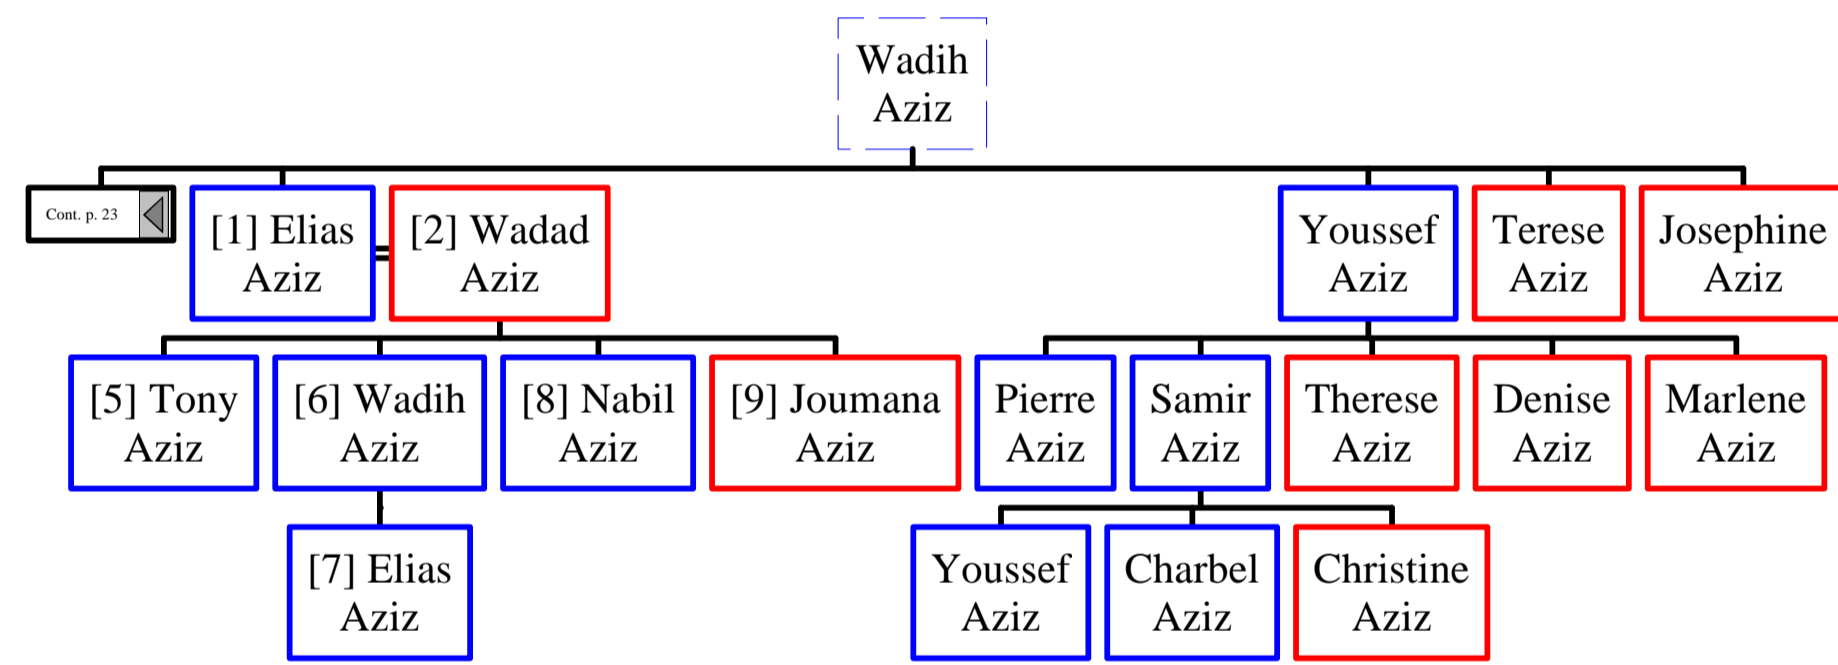 Wadih
Aziz
Cont. p. 23
[1] Elias
Aziz
[2] Wadad
Aziz
Youssef
Aziz
Terese
Aziz
Josephine
Aziz
[5] Tony
Aziz
[6] Wadih
Aziz
[8] Nabil
Aziz
[9] Joumana
Aziz
Pierre
Aziz
Samir
Aziz
Therese
Aziz
Denise
Aziz
Marlene
Aziz
[7] Elias
Aziz
Youssef
Aziz
Charbel
Aziz
Christine
Aziz